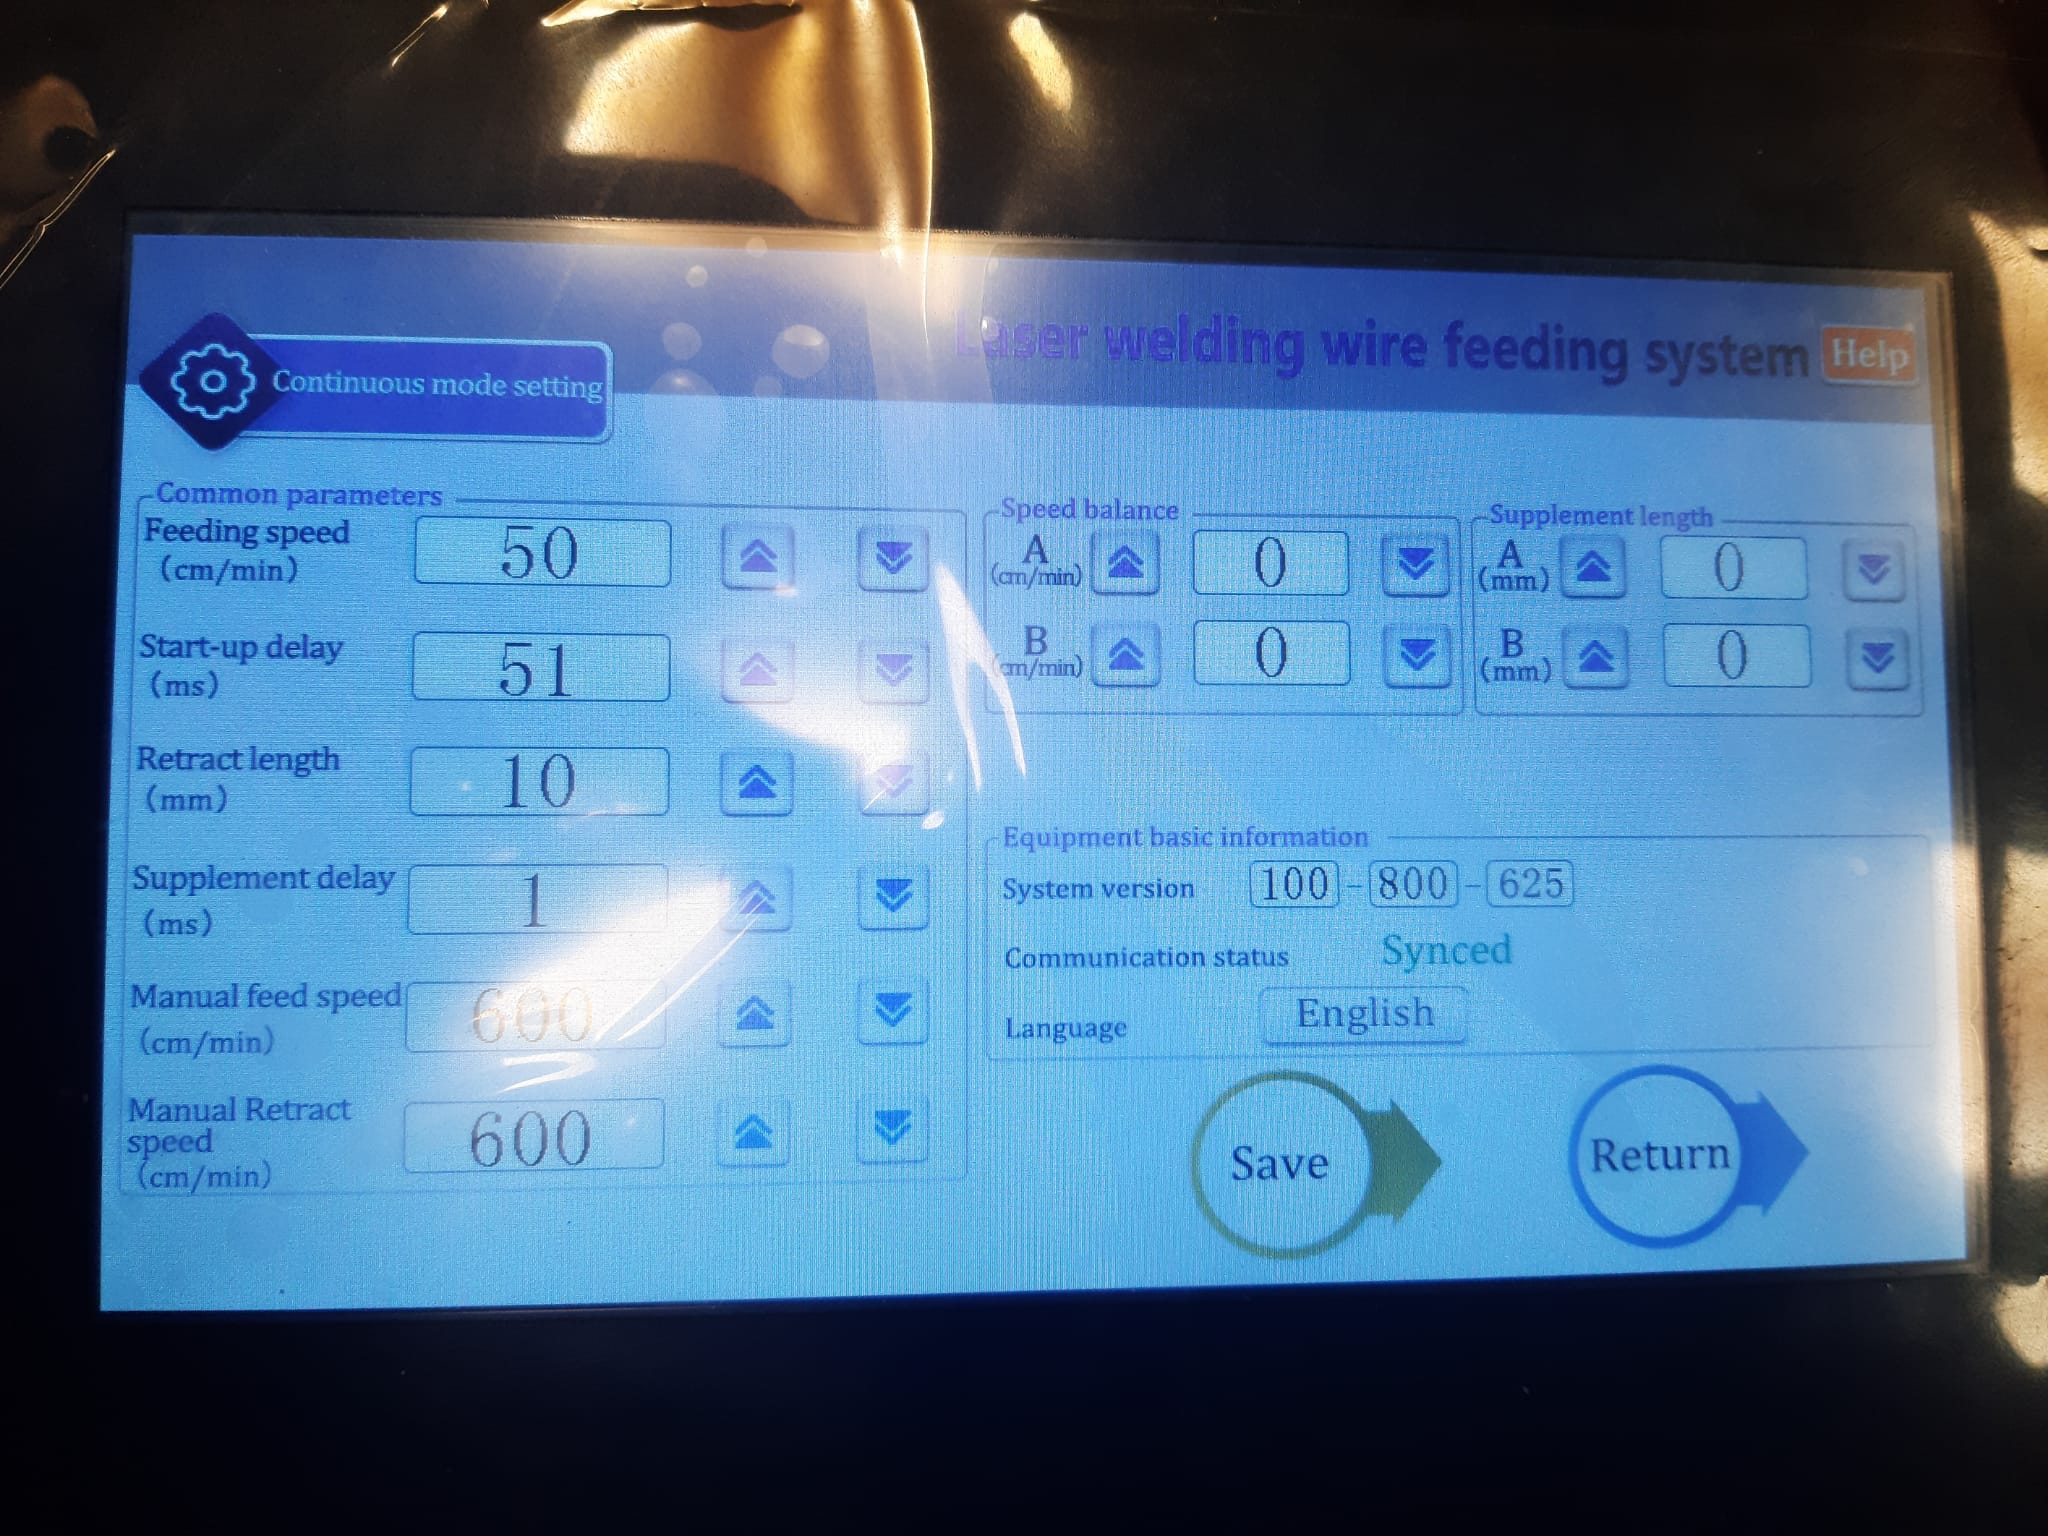 Laser welding wire feeding system
Help
Continuous mode setting
Common parameters
Feeding speed
(cm/min)
50
Start-up delay
(ms)
51
Retract length
(mm)
10
Supplement delay
(ms)
1
Manual feed speed
(cm/min)
600
Manual Retract
speed
(cm/min)
600
Speed balance
A
(cm/min)
0
B
(cm/min)
0
Supplement length
A
(mm)
0
B
(mm)
0
Equipment basic information
System version 100 - 800 - 625
Communication status Synced
Language English
Save
Return